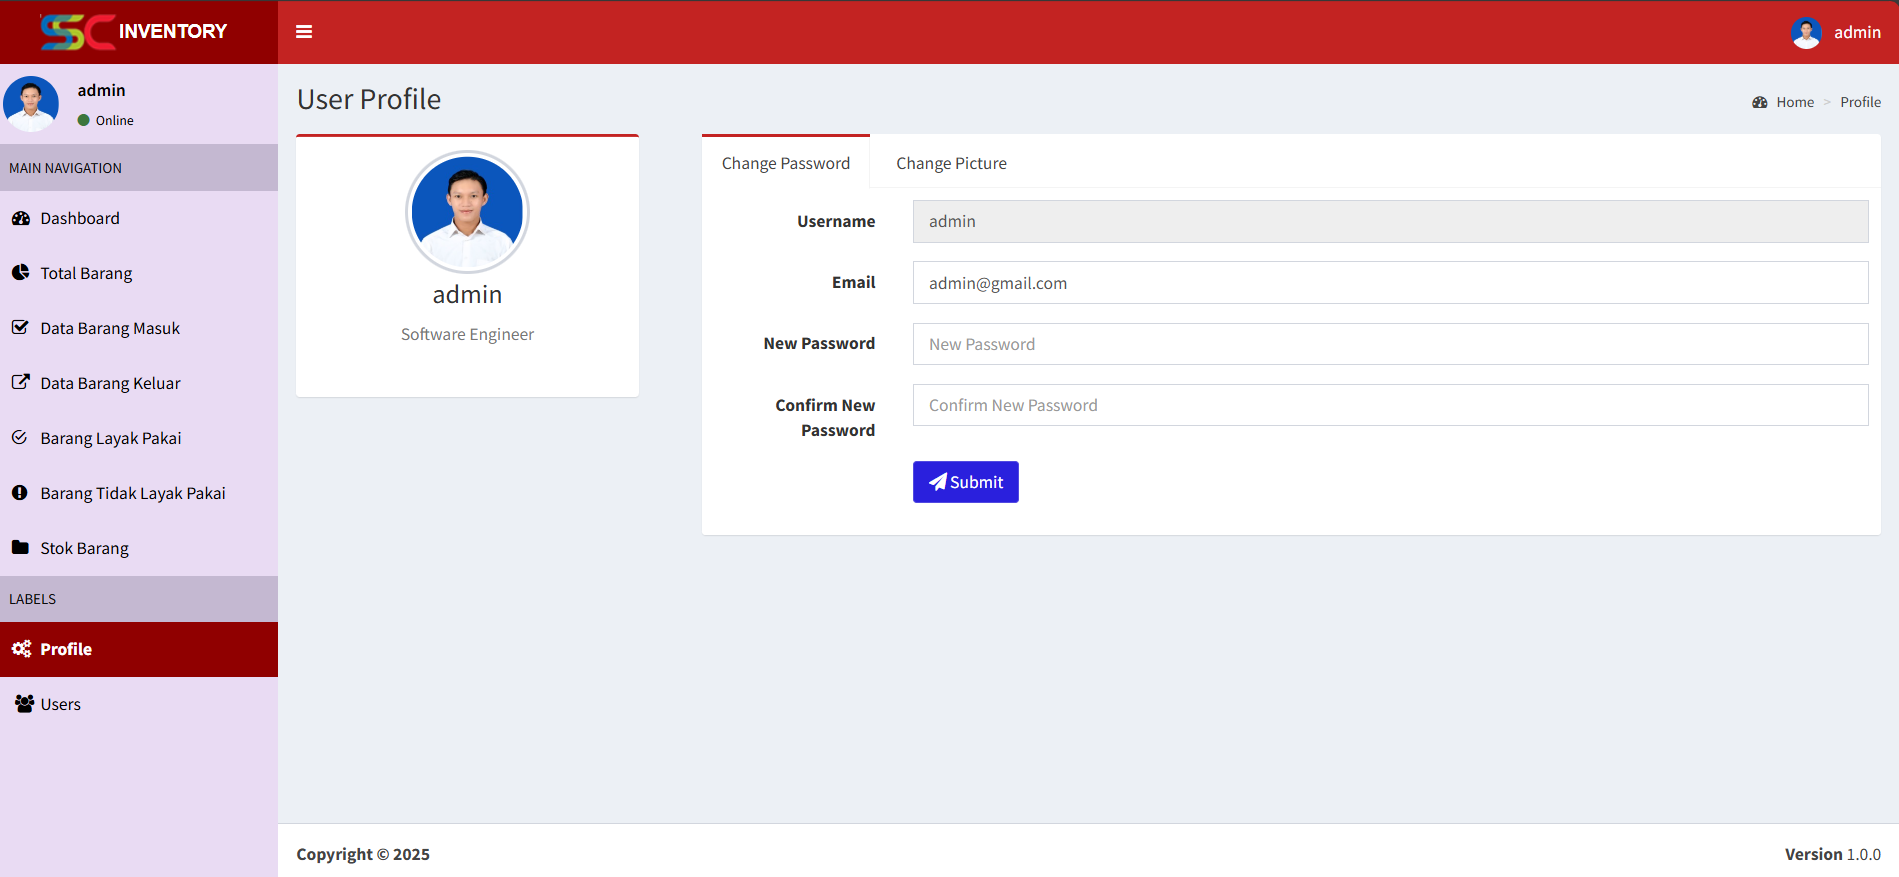 SSC INVENTORY
admin
admin
Online
MAIN NAVIGATION
Dashboard
Total Barang
Data Barang Masuk
Data Barang Keluar
Barang Layak Pakai
Barang Tidak Layak Pakai
Stok Barang
LABELS
Profile
Users
User Profile
Home > Profile
admin
Software Engineer
Change Password
Change Picture
Username
admin
Email
admin@gmail.com
New Password
New Password
Confirm New
Password
Confirm New Password
Submit
Copyright © 2025
Version 1.0.0